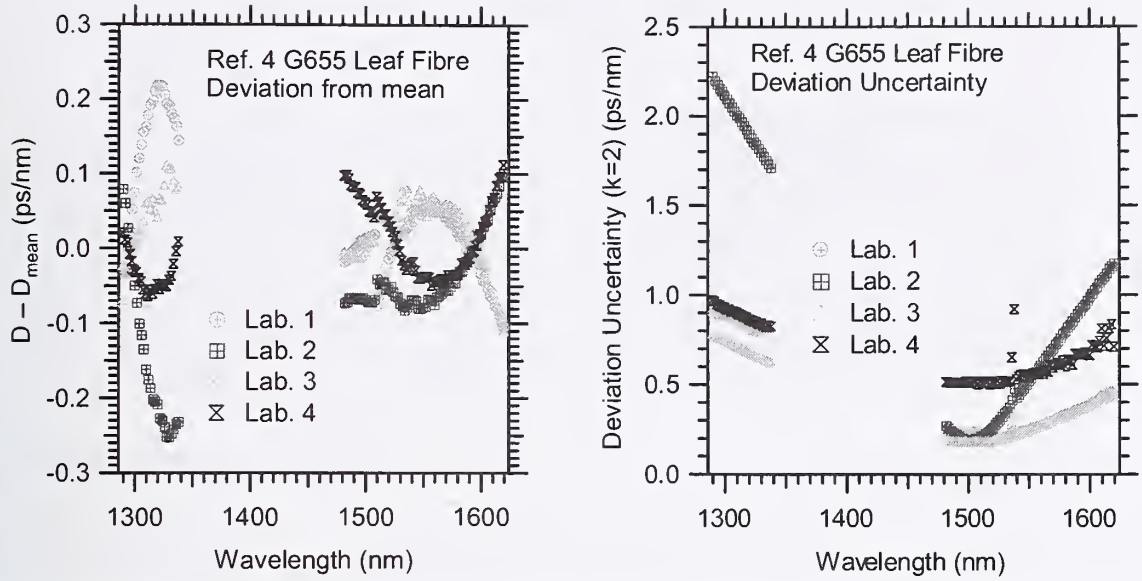 Ref. 4 G655 Leaf Fibre
Deviation from mean
D – Dmean (ps/nm)
0.3
0.2
0.1
0.0
-0.1
-0.2
-0.3
Lab. 1
Lab. 2
Lab. 3
Lab. 4
1300
1400
1500
1600
Wavelength (nm)
Ref. 4 G655 Leaf Fibre
Deviation Uncertainty
Deviation Uncertainty (k=2) (ps/nm)
2.5
2.0
1.5
1.0
0.5
0.0
Lab. 1
Lab. 2
Lab. 3
Lab. 4
1300
1400
1500
1600
Wavelength (nm)